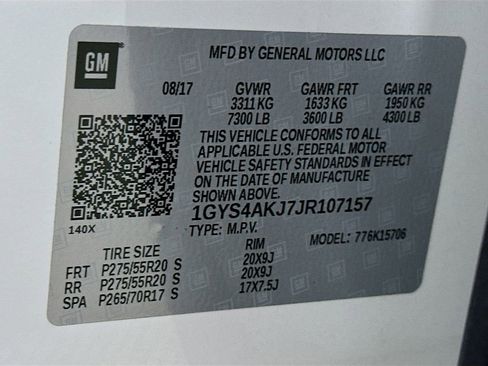 GM
MFD BY GENERAL MOTORS LLC
08/17 GVWR GAWR FRT GAWR RR
3311 KG 1633 KG 1950 KG
7300 LB 3600 LB 4300 LB
THIS VEHICLE CONFORMS TO ALL
APPLICABLE U.S. FEDERAL MOTOR
VEHICLE SAFETY STANDARDS IN EFFECT
ON THE DATE OF MANUFACTURE
SHOWN ABOVE.
1GYS4AKJ7JR107157
140X
TYPE: M.P.V. MODEL: 776K15706
TIRE SIZE RIM
FRT P275/55R20 S 20X9J
RR P275/55R20 S 20X9J
SPA P265/70R17 S 17X7.5J